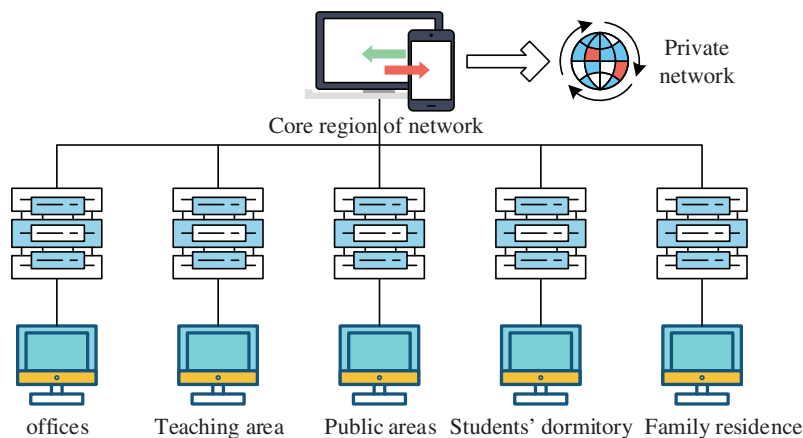 Private
network
Core region of network
offices
Teaching area
Public areas
Students’ dormitory
Family residence